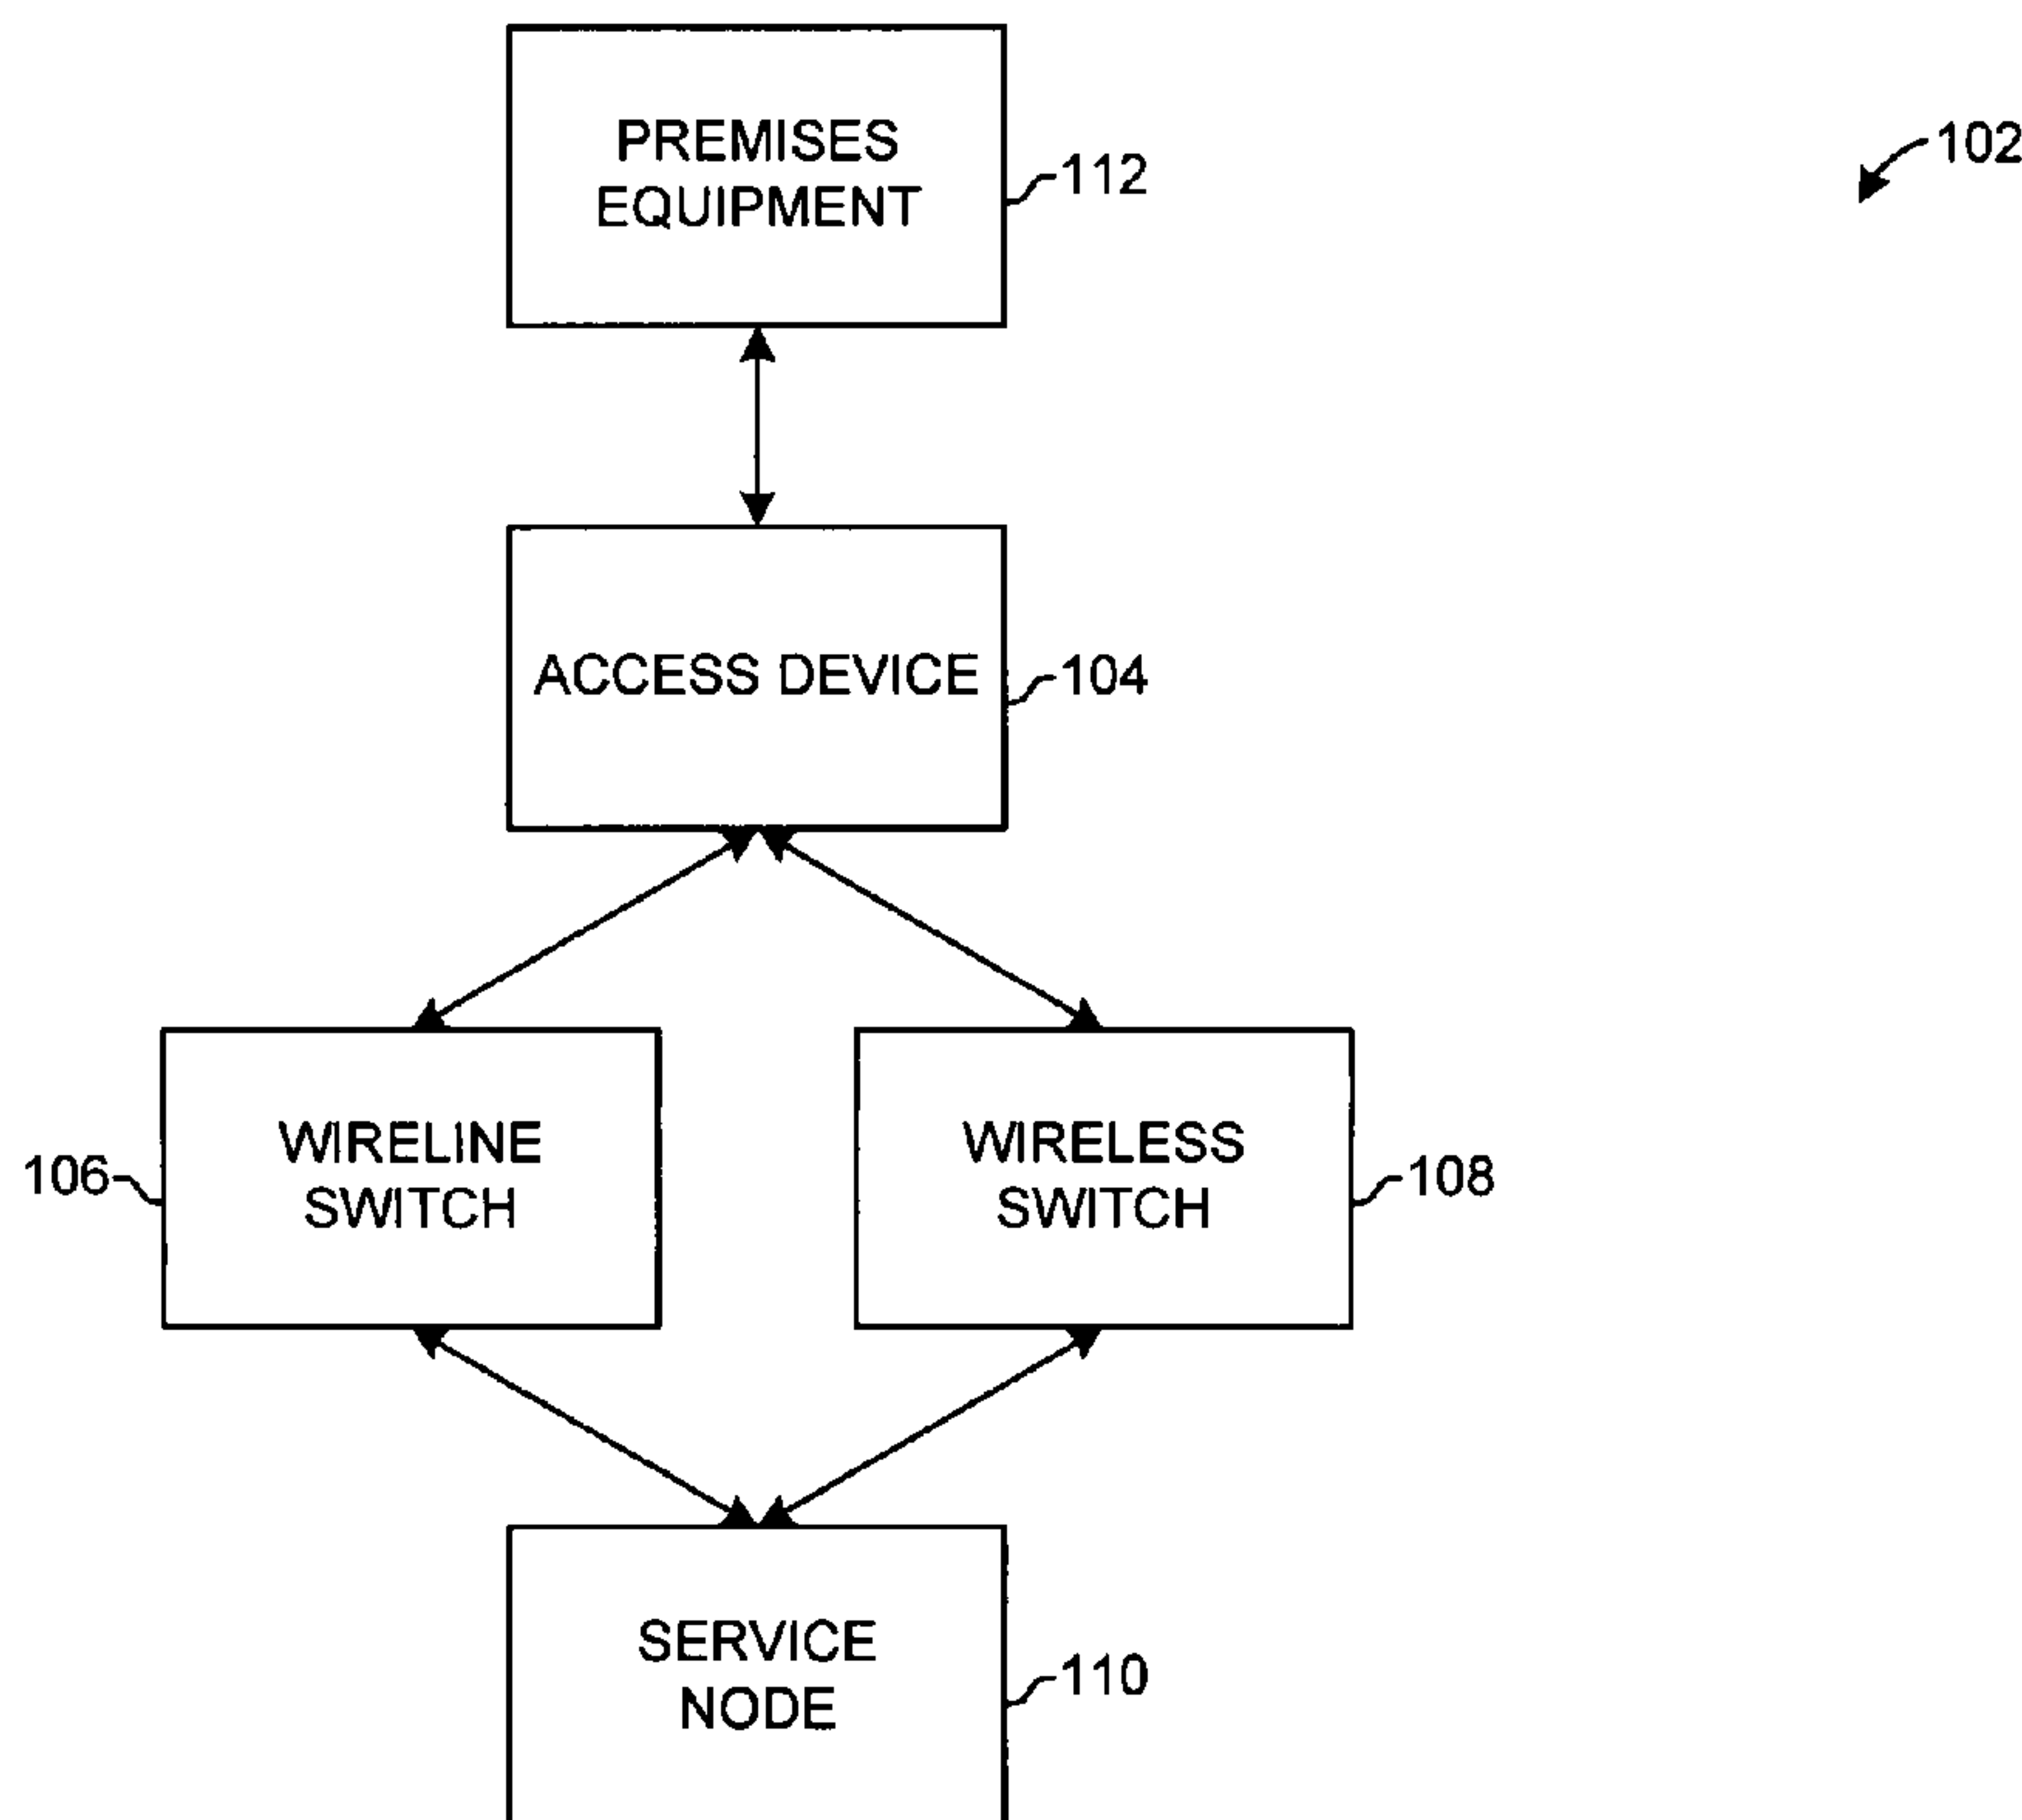 PREMISES
EQUIPMENT
112
102
ACCESS DEVICE
104
WIRELINE
SWITCH
106
WIRELESS
SWITCH
108
SERVICE
NODE
110